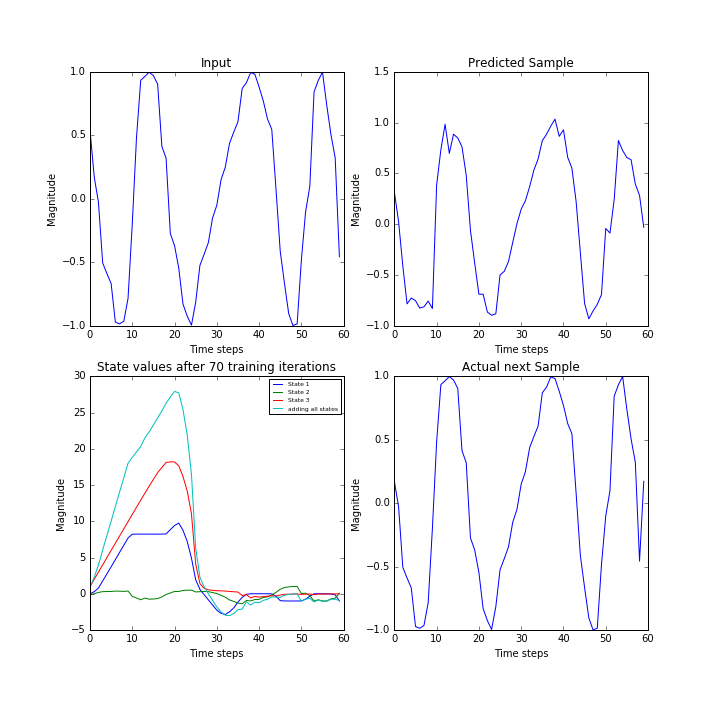 Input
Magnitude
1.0
0.5
0.0
−0.5
−1.0
0 10 20 30 40 50 60
Time steps
Predicted Sample
Magnitude
1.5
1.0
0.5
0.0
−0.5
−1.0
0 10 20 30 40 50 60
Time steps
State values after 70 training iterations
Magnitude
30
25
20
15
10
5
0
−5
0 10 20 30 40 50 60
Time steps
State 1
State 2
State 3
adding all states
Actual next Sample
Magnitude
1.0
0.5
0.0
−0.5
−1.0
0 10 20 30 40 50 60
Time steps